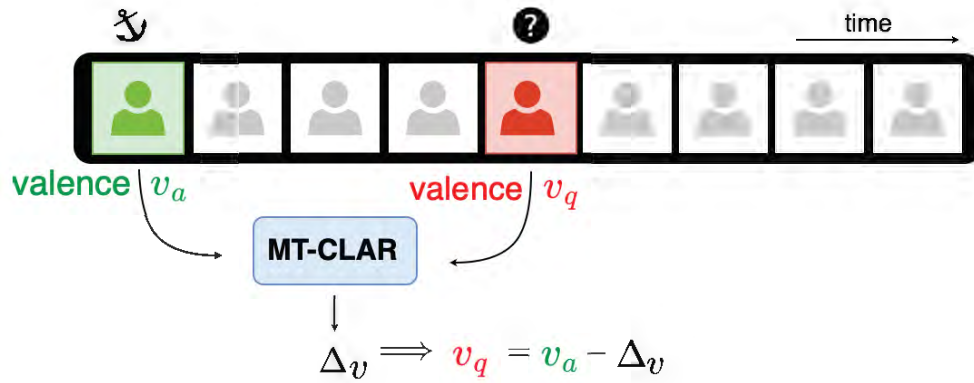 ?
time
valence v_a
valence v_q
MT-CLAR
Δ_v ⟹ v_q = v_a − Δ_v